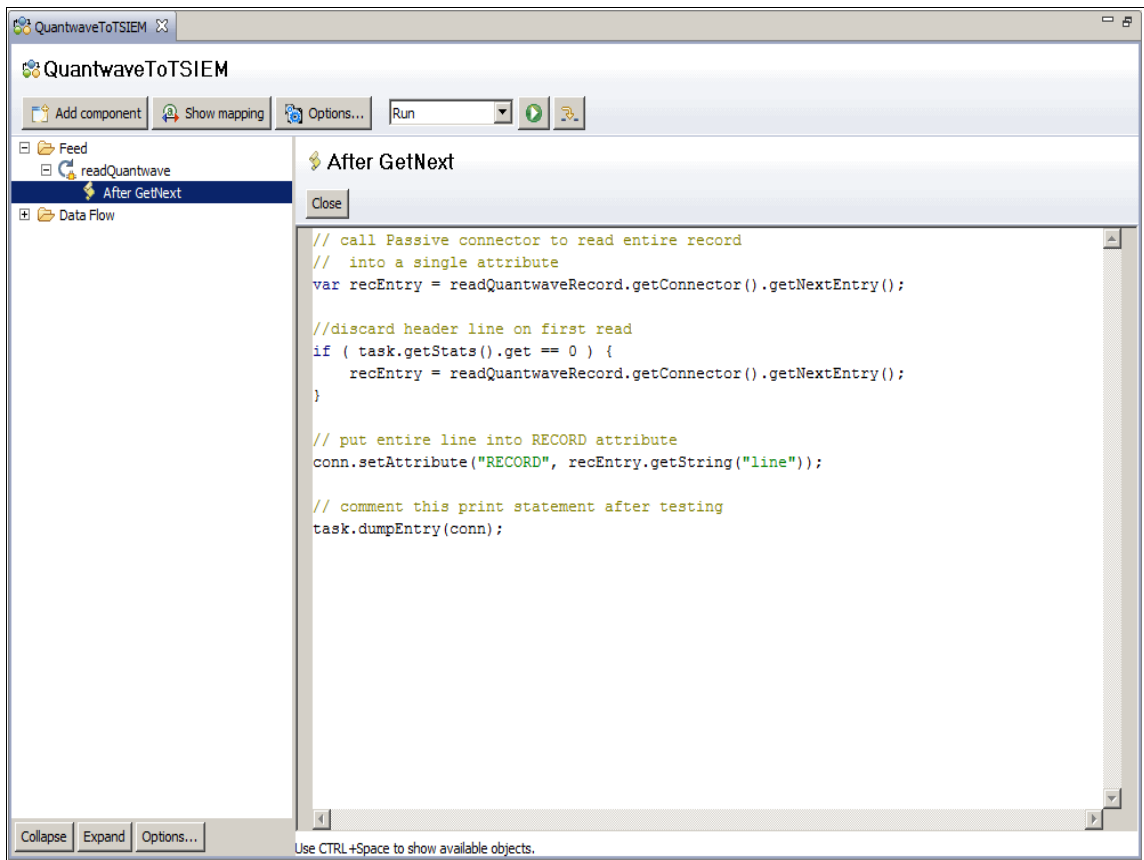 QuantwaveToTSIEM
QuantwaveToTSIEM
Add component Show mapping Options... Run
Feed
readQuantwave
After GetNext
Data Flow
After GetNext
Close
// call Passive connector to read entire record
//  into a single attribute
var recEntry = readQuantwaveRecord.getConnector().getNextEntry();
//discard header line on first read
if ( task.getStats().get == 0 ) {
    recEntry = readQuantwaveRecord.getConnector().getNextEntry();
}
// put entire line into RECORD attribute
conn.setAttribute("RECORD", recEntry.getString("line"));
// comment this print statement after testing
task.dumpEntry(conn);
Collapse Expand Options...
Use CTRL+Space to show available objects.